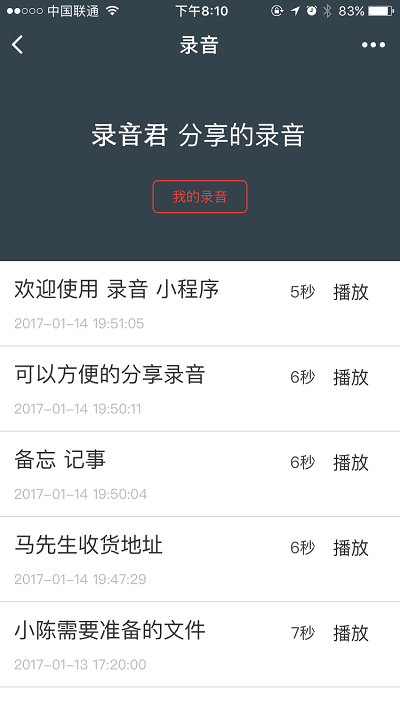 中国联通 下午8:10 83%
录音
录音君 分享的录音
我的录音
欢迎使用 录音 小程序 5秒 播放
2017-01-14 19:51:05
可以方便的分享录音 6秒 播放
2017-01-14 19:50:11
备忘 记事 6秒 播放
2017-01-14 19:50:04
马先生收货地址 6秒 播放
2017-01-14 19:47:29
小陈需要准备的文件 7秒 播放
2017-01-13 17:20:00